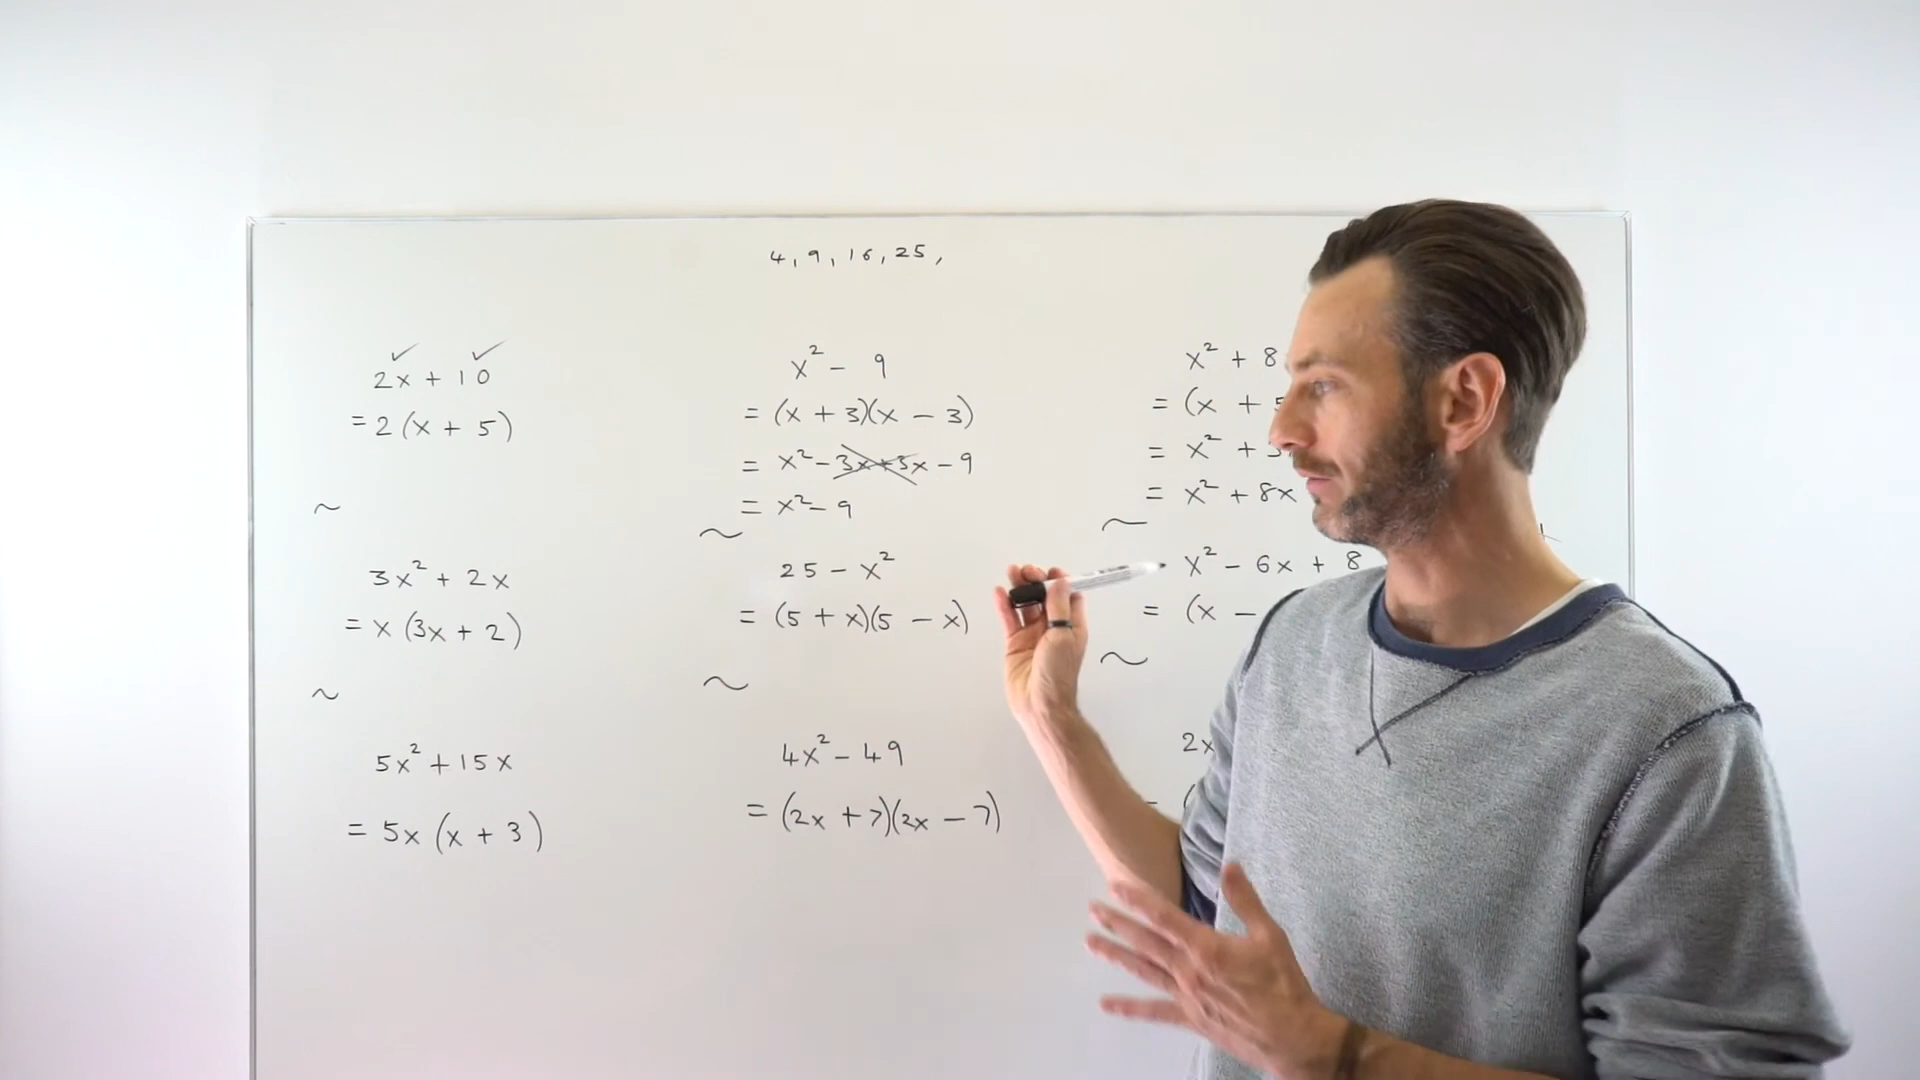 4, 9, 16, 25,
2x + 10
= 2(x + 5)
~
3x² + 2x
= x(3x + 2)
~
5x² + 15x
= 5x(x + 3)
x² - 9
= (x + 3)(x - 3)
= x² - 3x + 3x - 9
= x² - 9
~
25 - x²
= (5 + x)(5 - x)
~
4x² - 49
= (2x + 7)(2x - 7)
x² + 8
= (x +
= x² +
= x² + 8x
~
x² - 6x + 8
= (x -
~
2x